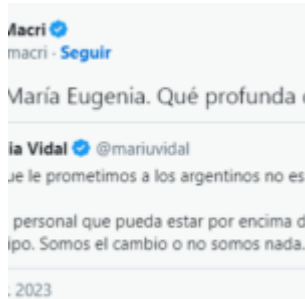 Macri
macri · Seguir
María Eugenia. Qué profunda
ia Vidal @mariuvidal
ue le prometimos a los argentinos no es
personal que pueda estar por encima d
ipo. Somos el cambio o no somos nada.
2023